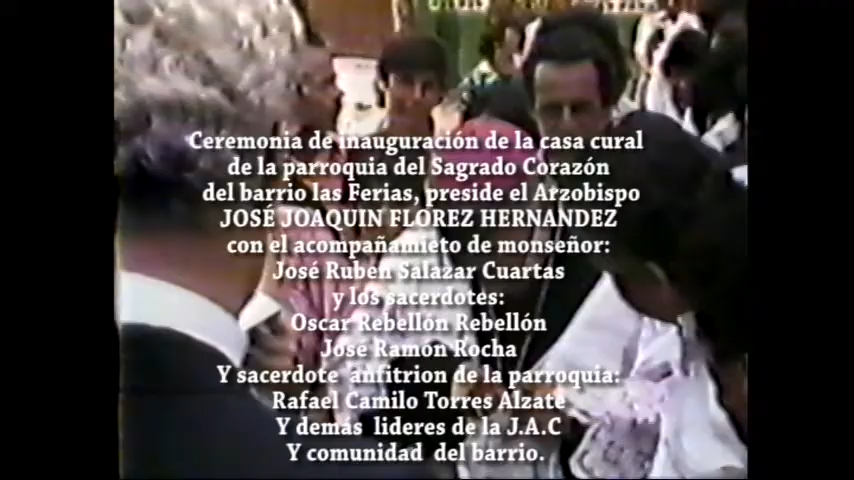 Ceremonia de inauguración de la casa cural
de la parroquia del Sagrado Corazón
del barrio las Ferias, preside el Arzobispo
JOSÉ JOAQUIN FLOREZ HERNANDEZ
con el acompañamieto de monseñor:
José Ruben Salazar Cuartas
y los sacerdotes:
Oscar Rebellón Rebellón
José Ramón Rocha
Y sacerdote anfitrion de la parroquia:
Rafael Camilo Torres Alzate
Y demás lideres de la J.A.C
Y comunidad del barrio.